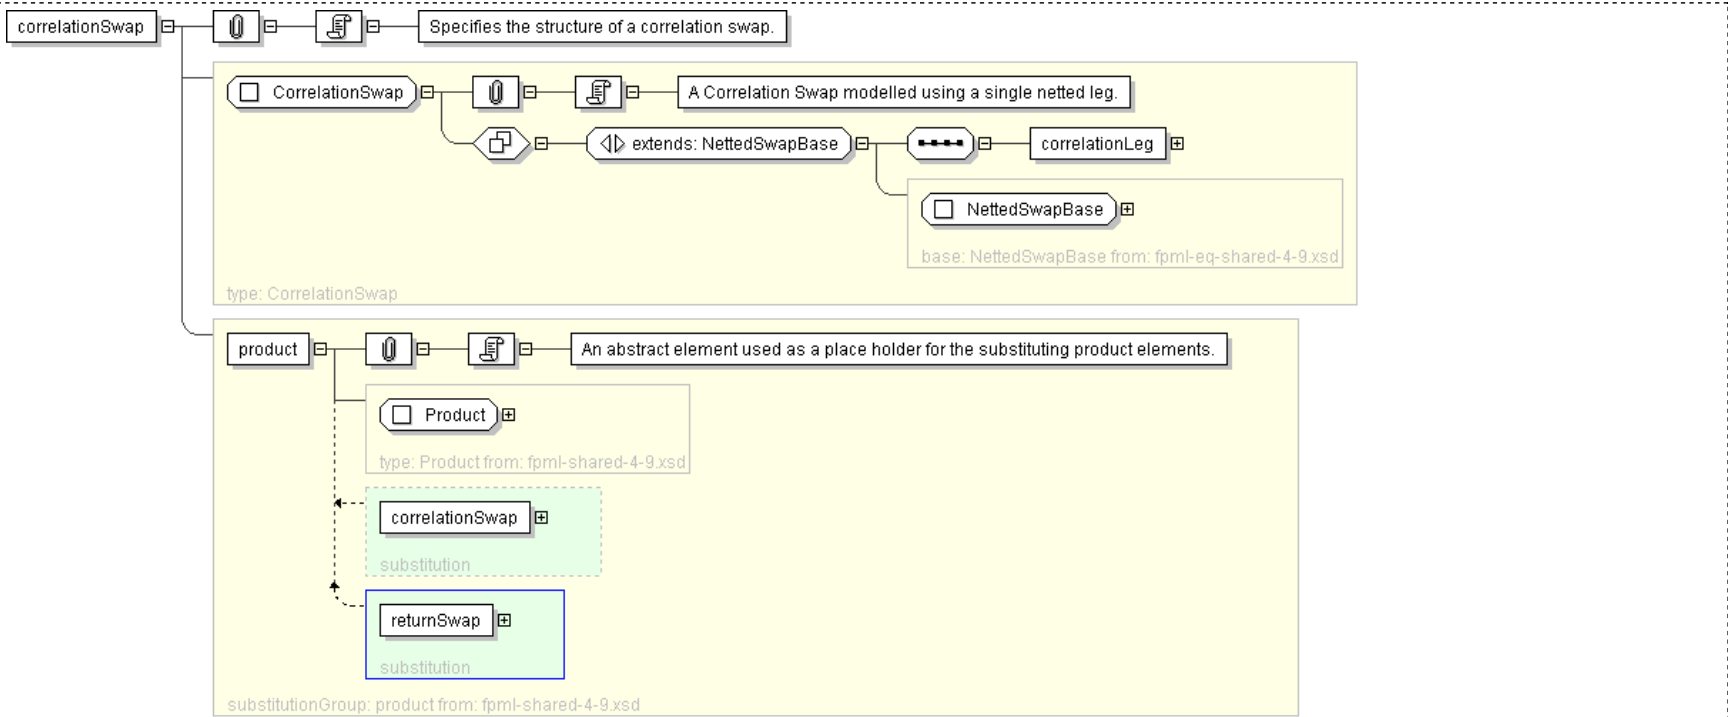 correlationSwap
Specifies the structure of a correlation swap.
CorrelationSwap
A Correlation Swap modelled using a single netted leg.
extends: NettedSwapBase
correlationLeg
NettedSwapBase
base: NettedSwapBase from: fpml-eq-shared-4-9.xsd
type: CorrelationSwap
product
An abstract element used as a place holder for the substituting product elements.
Product
type: Product from: fpml-shared-4-9.xsd
correlationSwap
substitution
returnSwap
substitution
substitutionGroup: product from: fpml-shared-4-9.xsd